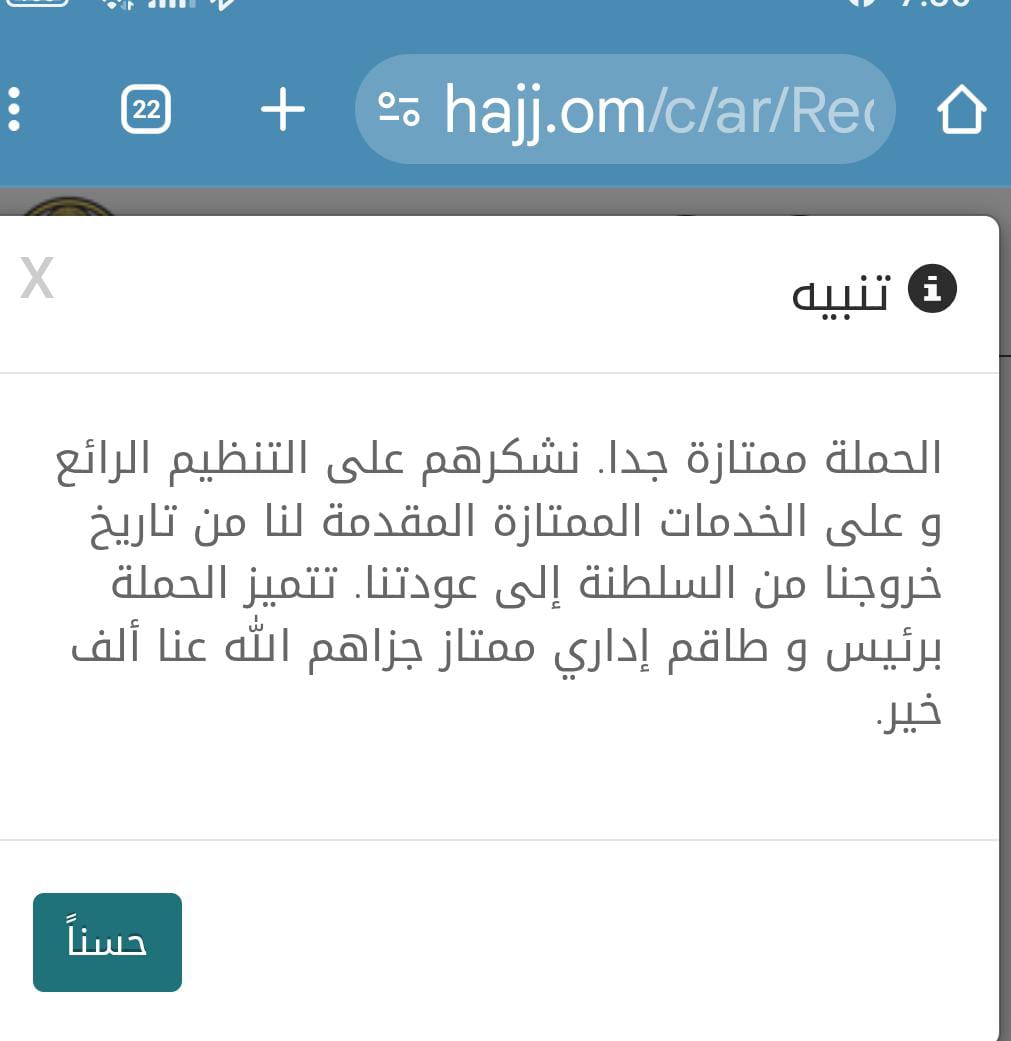 22
hajj.om/c/ar/Re
تنبيه
X
الحملة ممتازة جدا. نشكرهم على التنظيم الرائع
و على الخدمات الممتازة المقدمة لنا من تاريخ
خروجنا من السلطنة إلى عودتنا. تتميز الحملة
برئيس و طاقم إداري ممتاز جزاهم الله عنا ألف
خير.
حسناً